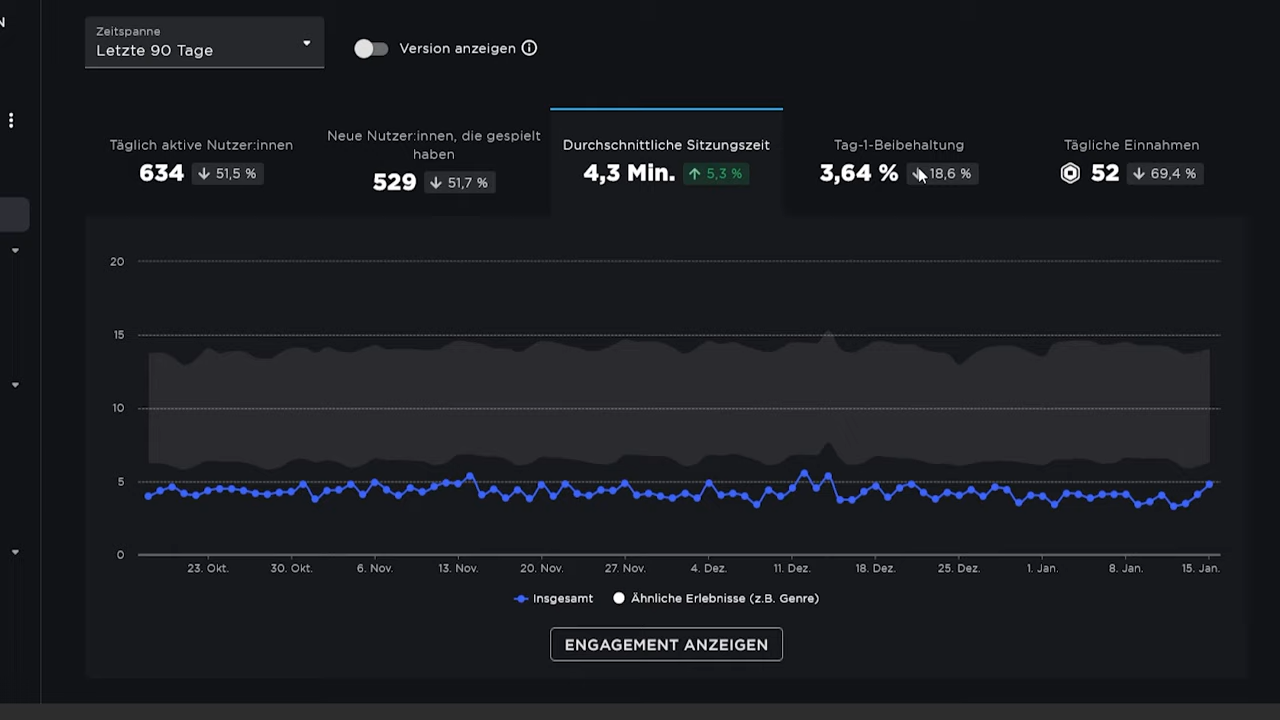 N
Zeitspanne
Letzte 90 Tage
Version anzeigen
Täglich aktive Nutzer:innen
634 51,5 %
Neue Nutzer:innen, die gespielt
haben
529 51,7 %
Durchschnittliche Sitzungszeit
4,3 Min. 5,3 %
Tag-1-Beibehaltung
3,64 % 18,6 %
Tägliche Einnahmen
52 69,4 %
20
15
10
5
0
23. Okt. 30. Okt. 6. Nov. 13. Nov. 20. Nov. 27. Nov. 4. Dez. 11. Dez. 18. Dez. 25. Dez. 1. Jan. 8. Jan. 15. Jan.
Insgesamt Ähnliche Erlebnisse (z.B. Genre)
ENGAGEMENT ANZEIGEN